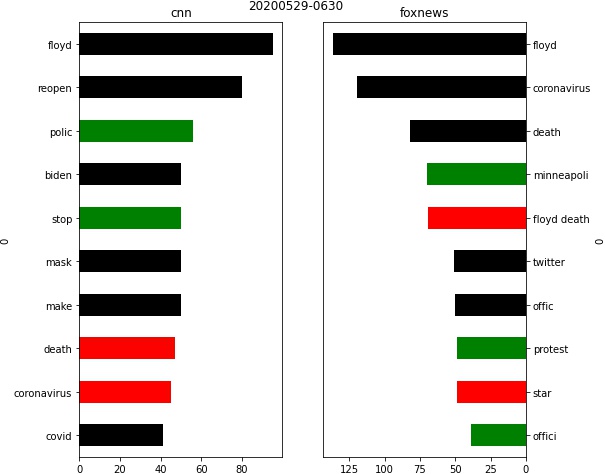 20200529-0630
cnn
foxnews
floyd
reopen
polic
biden
stop
mask
make
death
coronavirus
covid
0 20 40 60 80
0
floyd
coronavirus
death
minneapoli
floyd death
twitter
offic
protest
star
offici
125 100 75 50 25 0
0